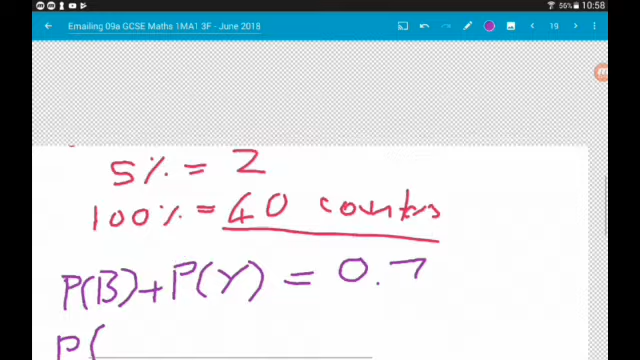 56% 10:58
Emailing 09a GCSE Maths 1MA1 3F - June 2018
19
5% = 2
100% = 40 counters
P(B)+P(Y) = 0.7
P(